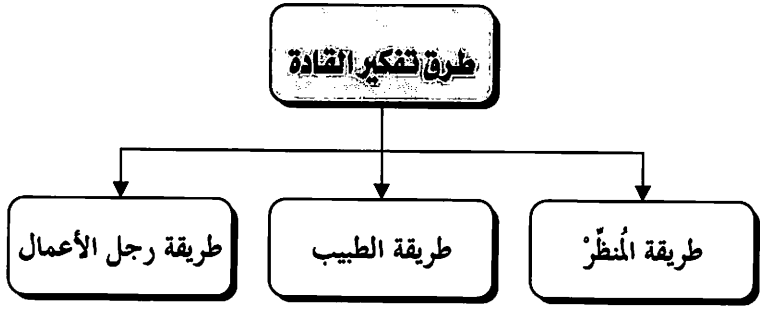 طرق تفكير القادة
طريقة المُنظِّرْ
طريقة الطبيب
طريقة رجل الأعمال